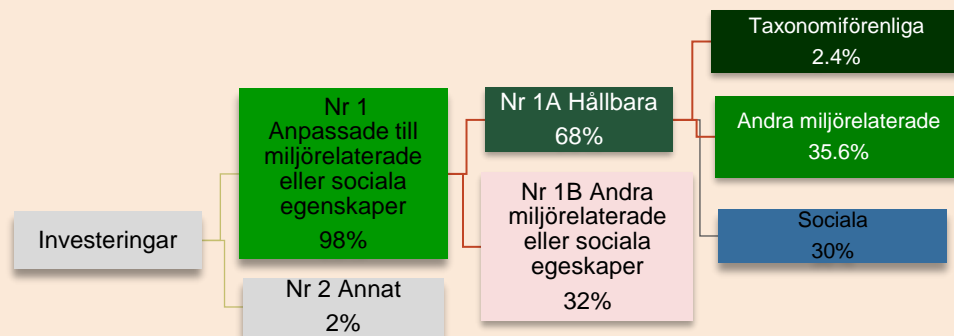 Investeringar
Nr 1
Anpassade till
miljörelaterade
eller sociala
egenskaper
98%
Nr 2 Annat
2%
Nr 1A Hållbara
68%
Nr 1B Andra
miljörelaterade
eller sociala
egeskaper
32%
Taxonomiförenliga
2.4%
Andra miljörelaterade
35.6%
Sociala
30%